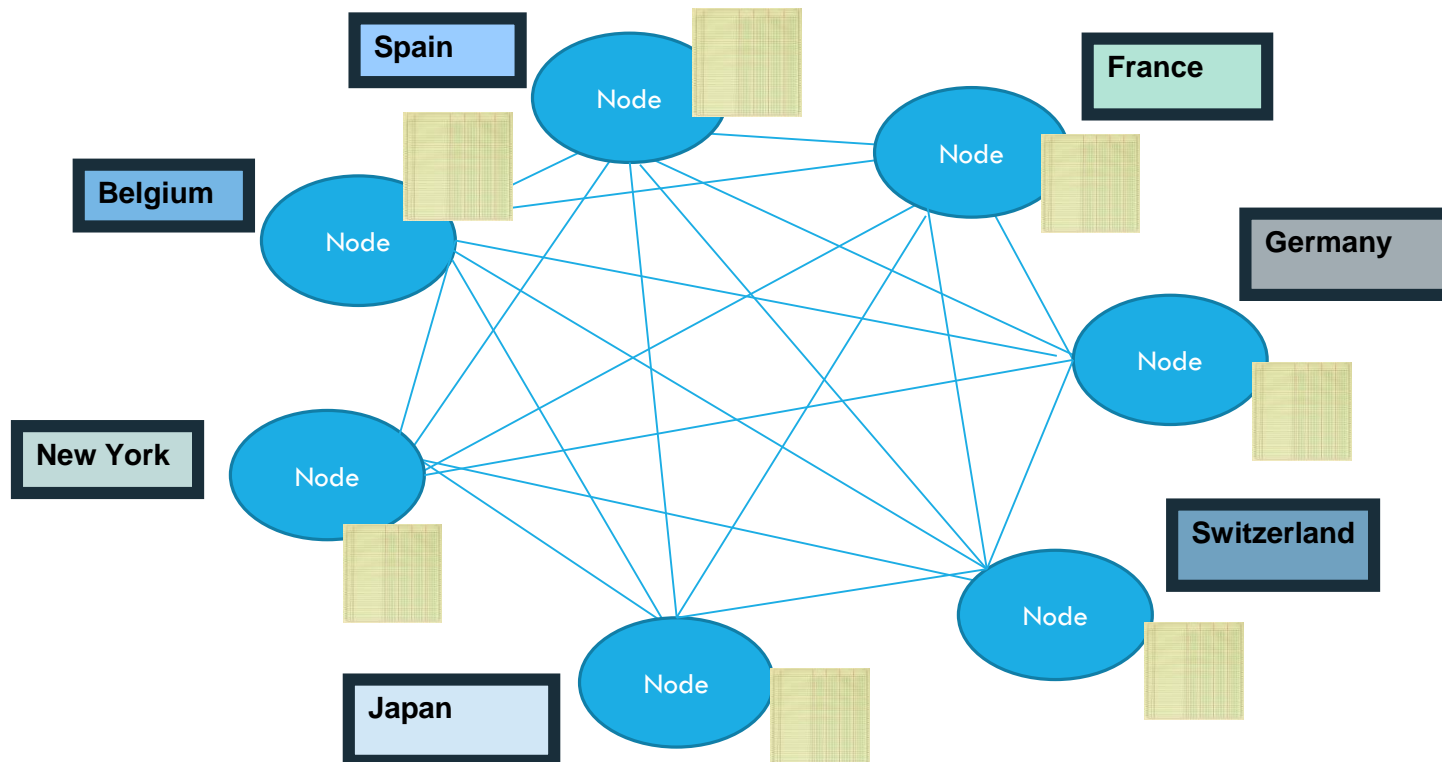 Spain
Node
France
Node
Belgium
Node
Germany
Node
New York
Node
Switzerland
Node
Japan
Node